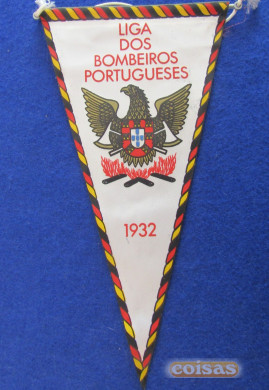 LIGA
DOS
BOMBEIROS
PORTUGUESES
1932
coisas